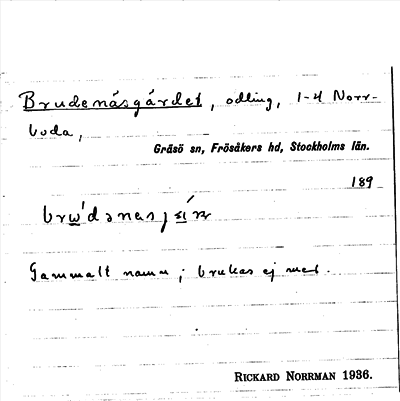 Brudenäsgärdet, odling, 1-4 Norr-
boda,
Gräsö sn, Frösåkers hd, Stockholms län.
189
Gammalt namn; brukas ej mer.
RICKARD NORRMAN 1936.